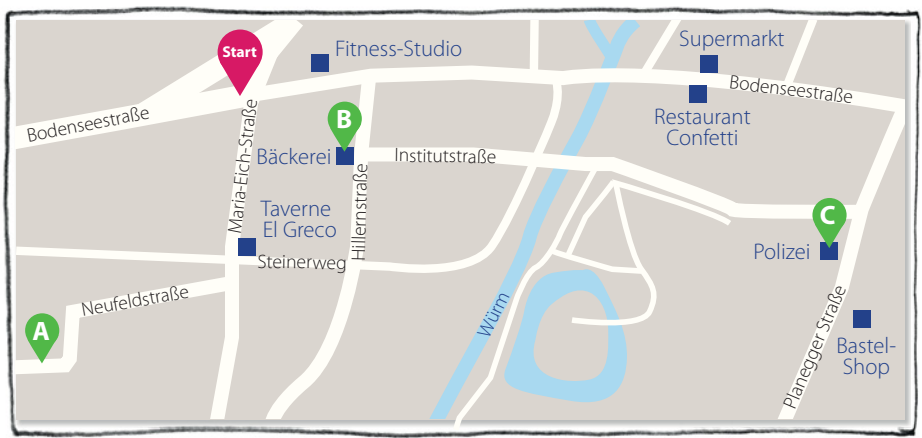 Start
Fitness-Studio
Supermarkt
Bodenseestraße
Bodenseestraße
B
Restaurant
Confetti
Maria-Eich-Straße
Bäckerei
Institutstraße
Hillernstraße
Taverne
El Greco
C
Polizei
Steinerweg
Neufeldstraße
A
Würm
Planegger Straße
Bastel-
Shop